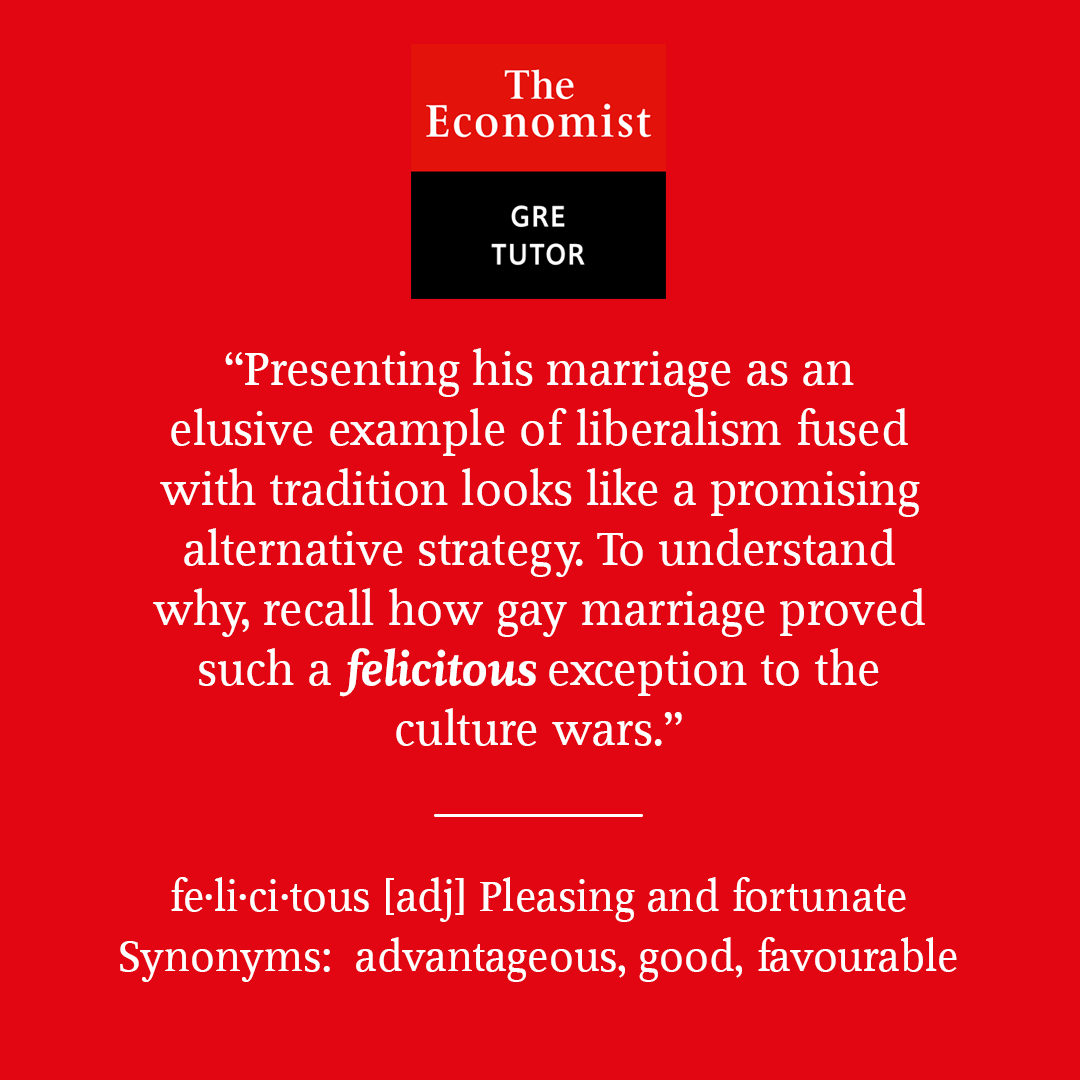 The
Economist
GRE
TUTOR
“Presenting his marriage as an
elusive example of liberalism fused
with tradition looks like a promising
alternative strategy. To understand
why, recall how gay marriage proved
such a felicitous exception to the
culture wars.”
fe·li·ci·tous [adj] Pleasing and fortunate
Synonyms:  advantageous, good, favourable